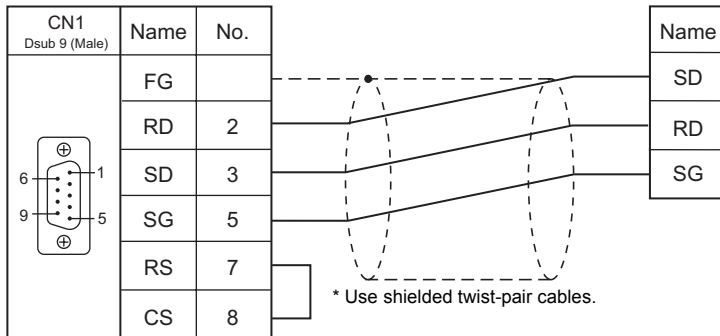 CN1
Dsub 9 (Male)
Name
No.
Name
FG
SD
RD
2
RD
SD
3
SG
SG
5
RS
7
CS
8
6
1
9
5
* Use shielded twist-pair cables.